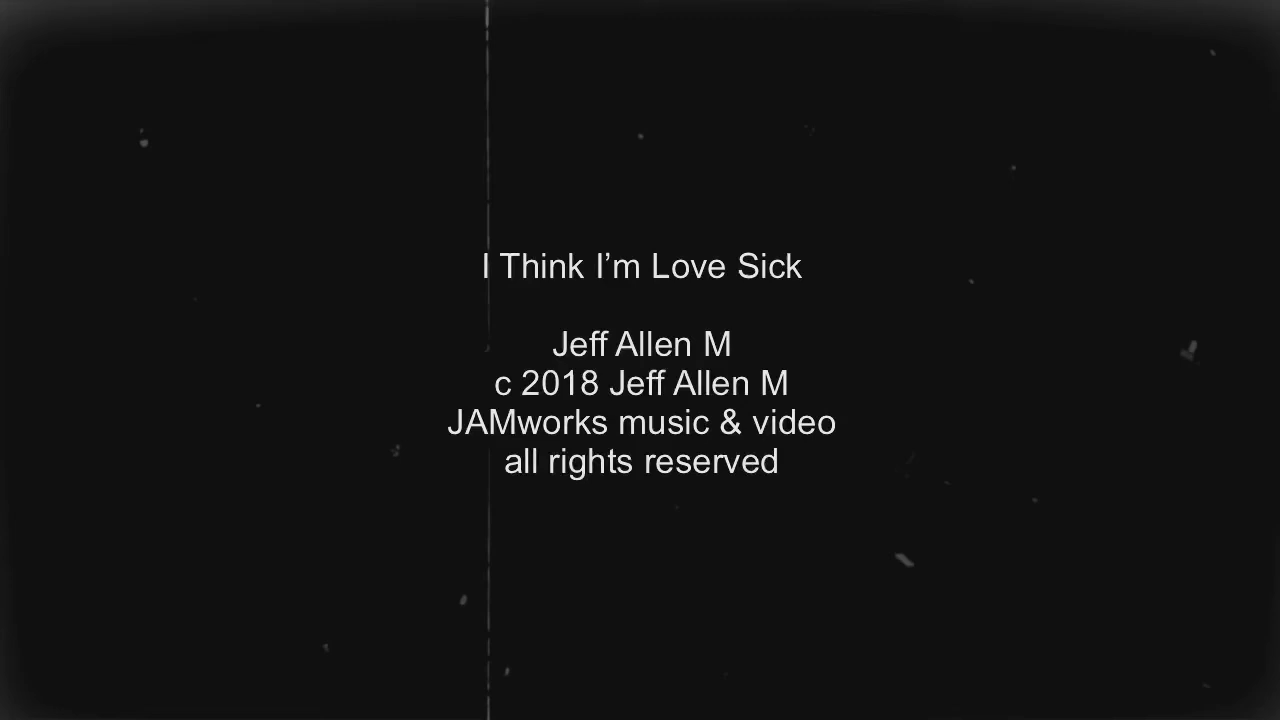 I Think I’m Love Sick
Jeff Allen M
c 2018 Jeff Allen M
JAMworks music & video
all rights reserved